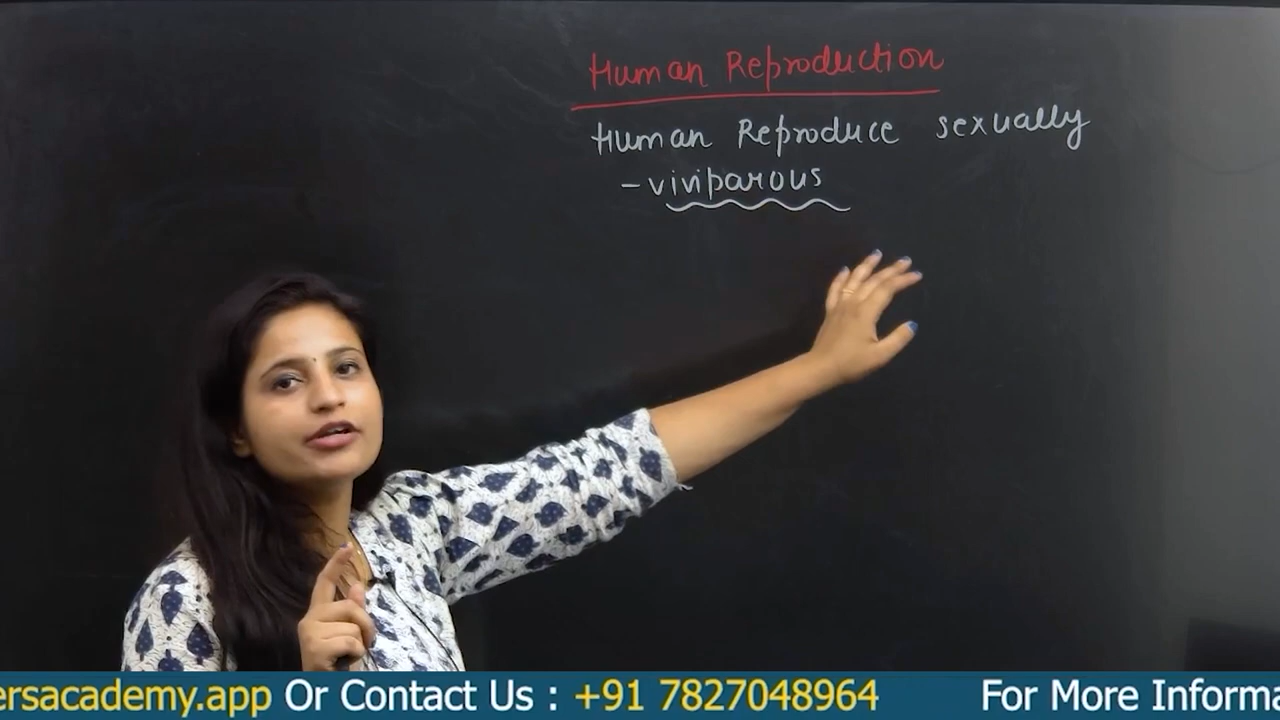 Human Reproduction
Human Reproduce sexually
- viviparous
ersacademy.app Or Contact Us : +91 7827048964 For More Informa